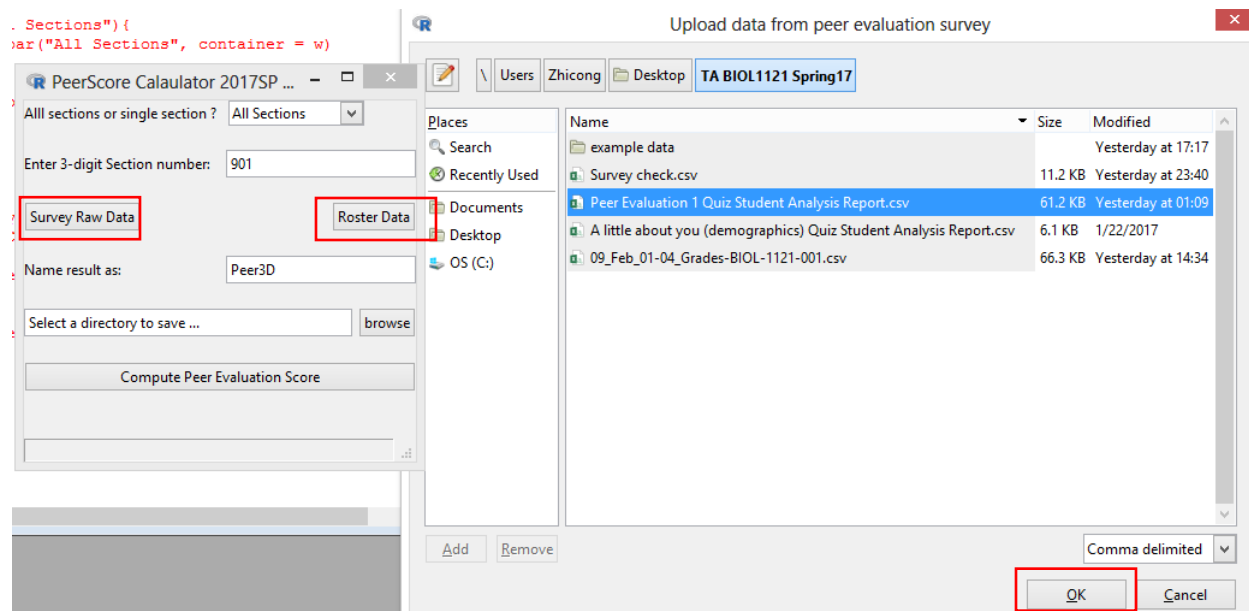 . Sections"){
bar("All Sections", container = w)
PeerScore Calaulator 2017SP ...
Alll sections or single section ? All Sections
Enter 3-digit Section number: 901
Survey Raw Data Roster Data
Name result as: Peer3D
Select a directory to save ... browse
Compute Peer Evaluation Score
Upload data from peer evaluation survey
\ Users Zhicong Desktop TA BIOL1121 Spring17
Places
Search
Recently Used
Documents
Desktop
OS (C:)
Name Size Modified
example data Yesterday at 17:17
Survey check.csv 11.2 KB Yesterday at 23:40
Peer Evaluation 1 Quiz Student Analysis Report.csv 61.2 KB Yesterday at 01:09
A little about you (demographics) Quiz Student Analysis Report.csv 6.1 KB 1/22/2017
09_Feb_01-04_Grades-BIOL-1121-001.csv 66.3 KB Yesterday at 14:34
Add Remove
Comma delimited
OK Cancel